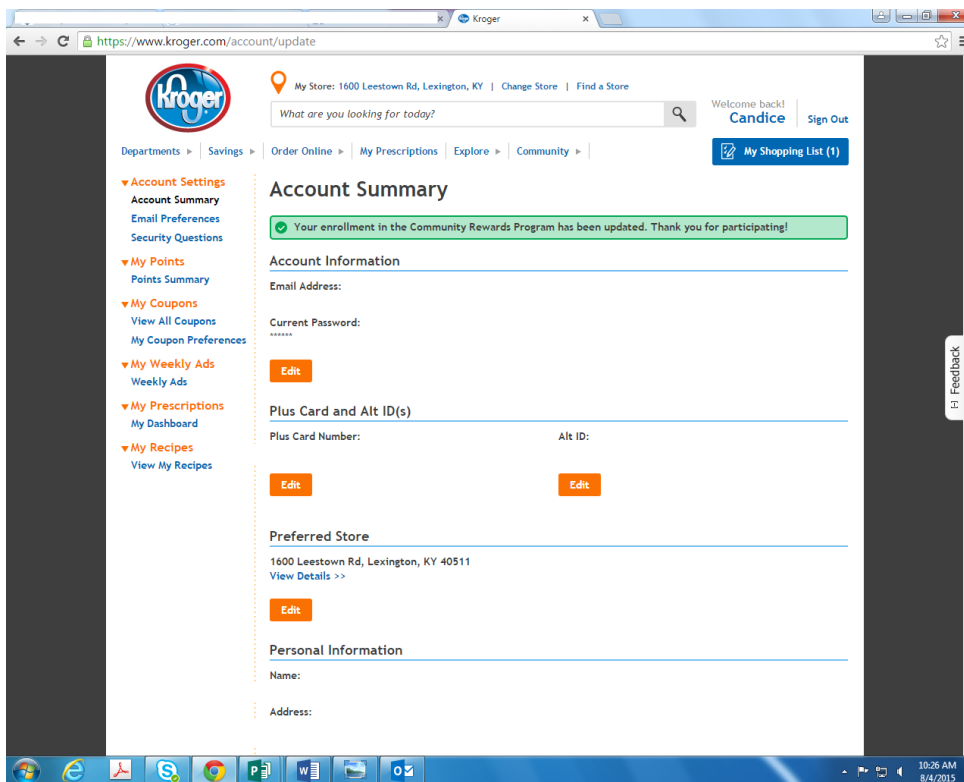 Kroger
https://www.kroger.com/account/update
Kroger
My Store: 1600 Leestown Rd, Lexington, KY | Change Store | Find a Store
What are you looking for today?
Welcome back!
Candice Sign Out
Departments Savings Order Online My Prescriptions Explore Community
My Shopping List (1)
Account Settings
Account Summary
Email Preferences
Security Questions
My Points
Points Summary
My Coupons
View All Coupons
My Coupon Preferences
My Weekly Ads
Weekly Ads
My Prescriptions
My Dashboard
My Recipes
View My Recipes
Account Summary
Your enrollment in the Community Rewards Program has been updated. Thank you for participating!
Account Information
Email Address:
Current Password:
******
Edit
Plus Card and Alt ID(s)
Plus Card Number: Alt ID:
Edit Edit
Preferred Store
1600 Leestown Rd, Lexington, KY 40511
View Details >>
Edit
Personal Information
Name:
Address:
[-] Feedback
10:26 AM
8/4/2015